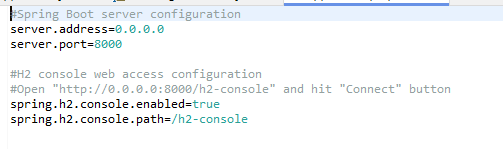 #Spring Boot server configuration
server.address=0.0.0.0
server.port=8000
#H2 console web access configuration
#Open "http://0.0.0.0:8000/h2-console" and hit "Connect" button
spring.h2.console.enabled=true
spring.h2.console.path=/h2-console